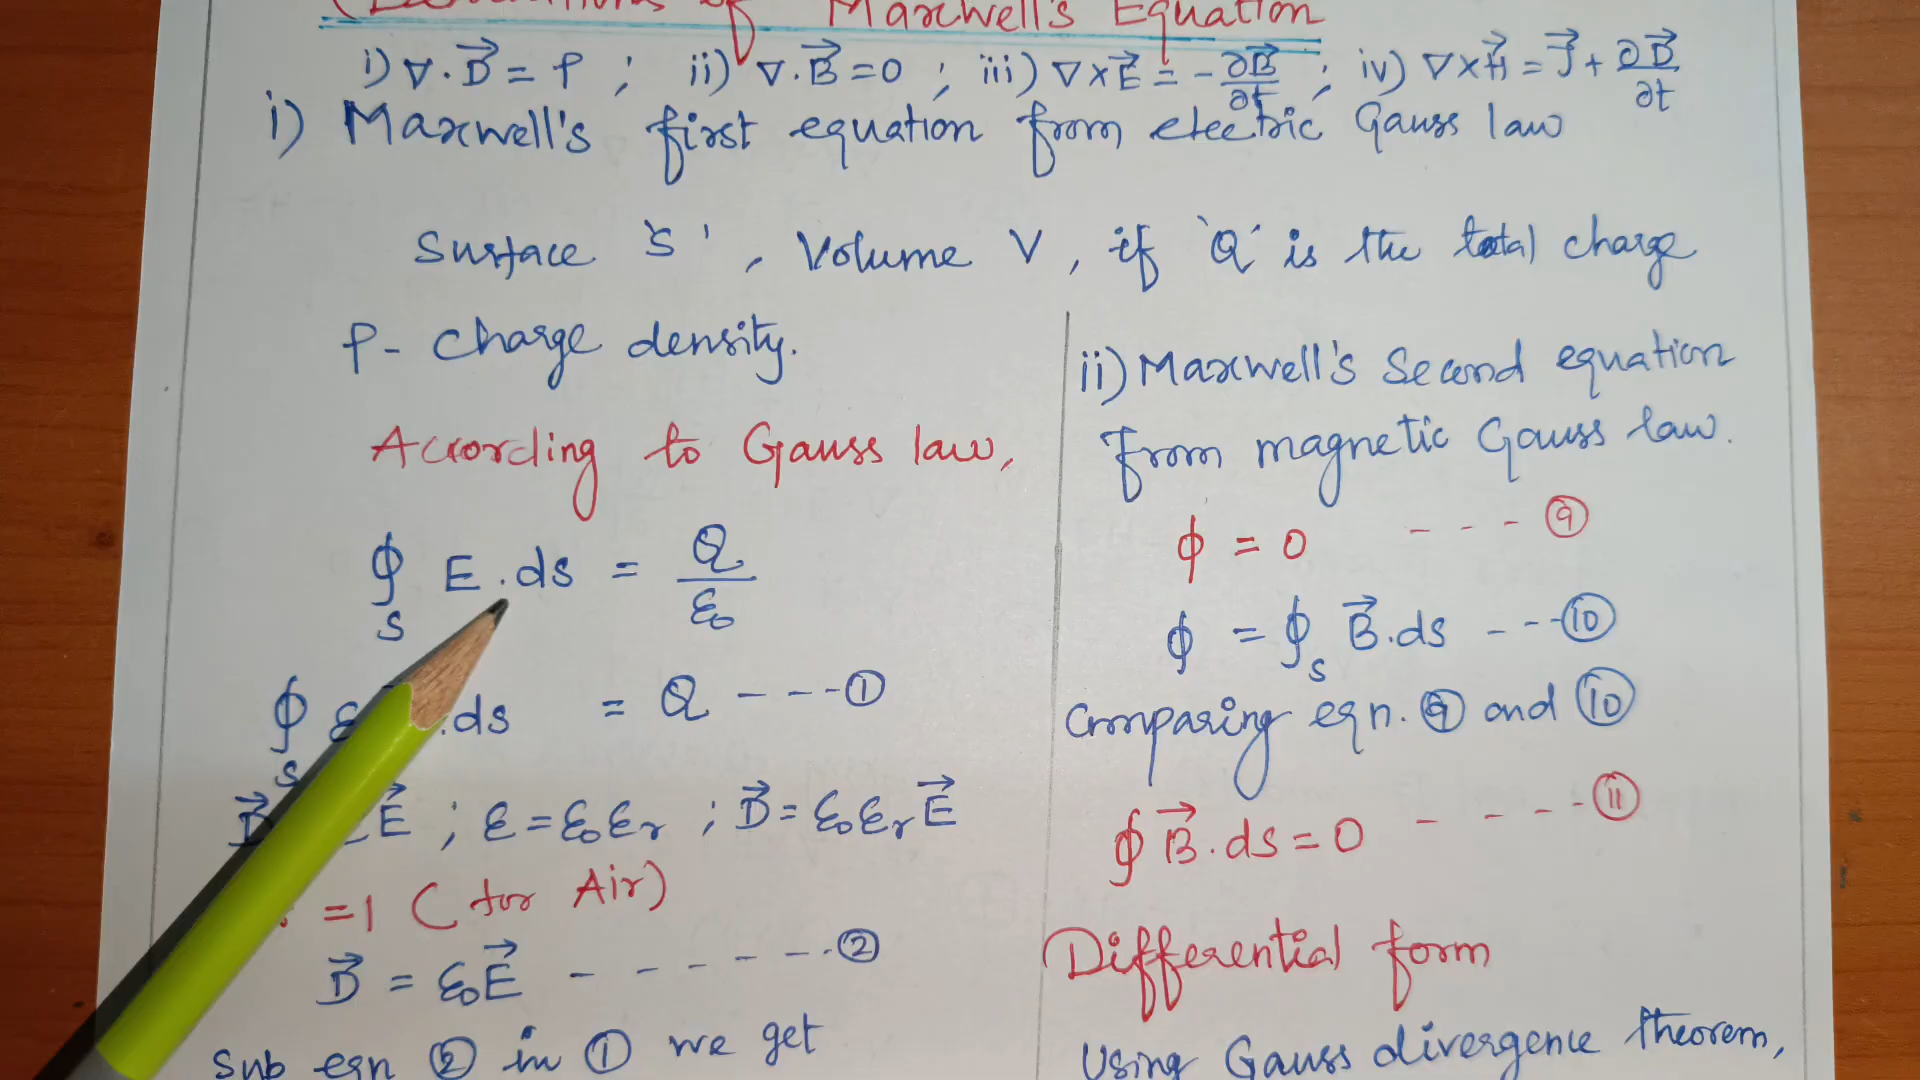 of Maxwell's Equation
i) ∇.D⃗ = ρ ; ii) ∇.B⃗ = 0 ; iii) ∇×E⃗ = -∂B⃗/∂t ; iv) ∇×H⃗ = J⃗ + ∂D⃗/∂t
i) Maxwell's first equation from electric Gauss law
Surface 'S', Volume V, if 'Q' is the total charge
ρ - charge density.
According to Gauss law,
∮s E.ds = Q/ε₀
.ds = Q ---①
E⃗ ; ε = ε₀εr ; D⃗ = ε₀εrE⃗
=1 (for Air)
D⃗ = ε₀E⃗ ------②
Sub eqn ② in ① we get
ii) Maxwell's Second equation
From magnetic Gauss law.
ϕ = 0 ---⑨
ϕ = ∮s B⃗.ds ---⑩
Comparing eqn. ⑨ and ⑩
∮ B⃗.ds = 0 ----⑪
Differential form
Using Gauss divergence theorem,